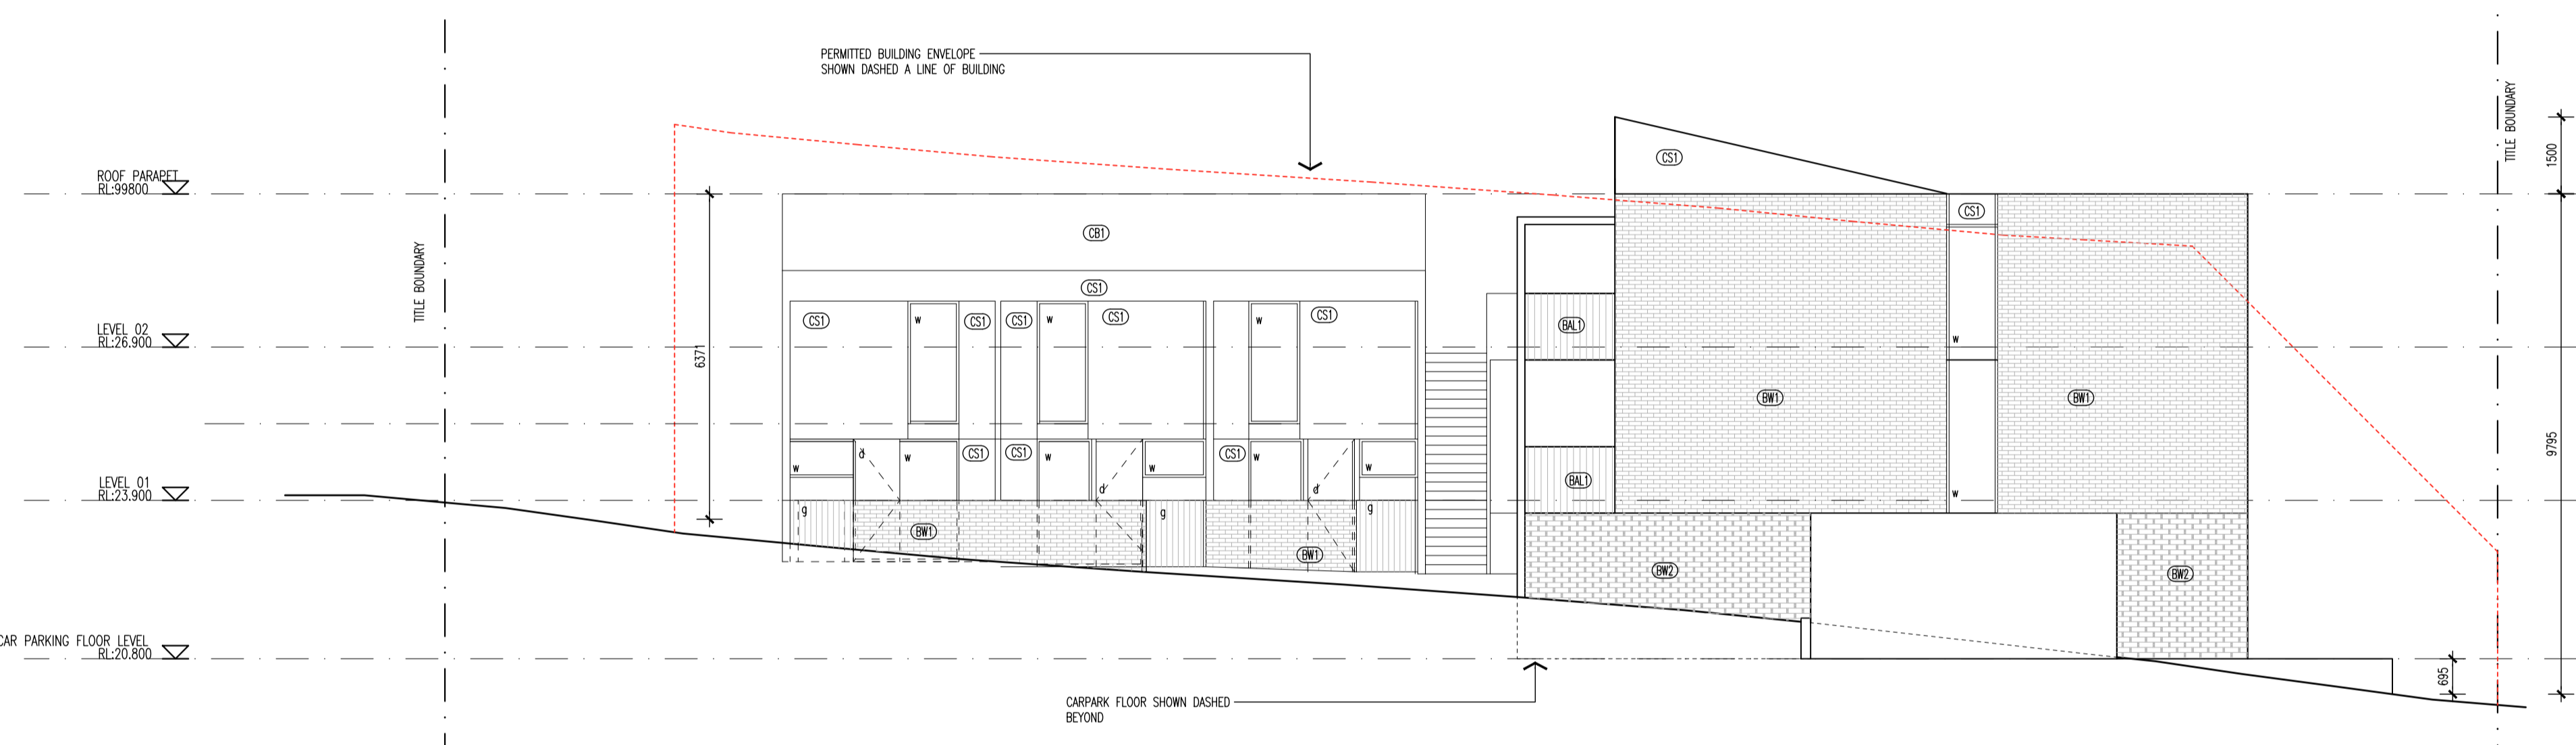 PERMITTED BUILDING ENVELOPE
SHOWN DASHED A LINE OF BUILDING
TITLE BOUNDARY
TITLE BOUNDARY
1500
ROOF PARAPET
RL:99800
CS1
CS1
CB1
CS1
LEVEL 02
RL:26.900
6371
CS1
w
CS1
CS1
w
CS1
w
CS1
BAL1
w
BW1
BW1
9795
w
d
w
CS1
CS1
w
d
w
CS1
w
d
w
BAL1
w
LEVEL 01
RL:23.900
g
BW1
g
BW1
g
BW2
BW2
CAR PARKING FLOOR LEVEL
RL:20.800
695
CARPARK FLOOR SHOWN DASHED
BEYOND